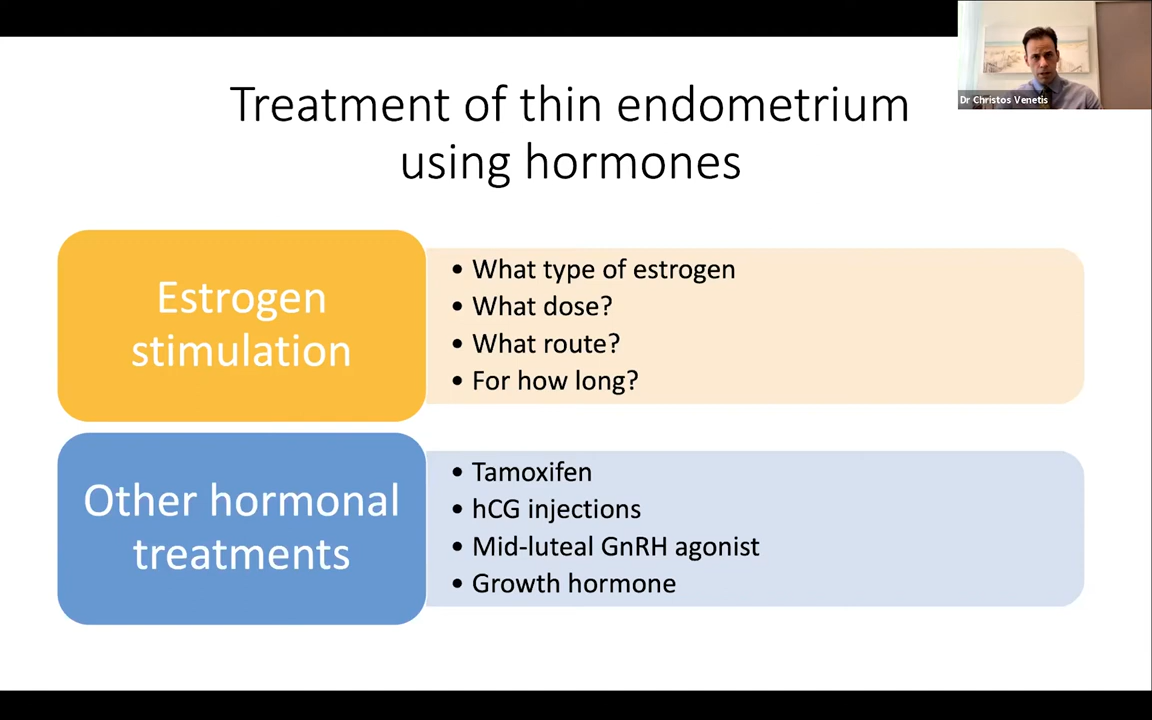 Dr Christos Venetis
Treatment of thin endometrium
using hormones
Estrogen
stimulation
• What type of estrogen
• What dose?
• What route?
• For how long?
Other hormonal
treatments
• Tamoxifen
• hCG injections
• Mid-luteal GnRH agonist
• Growth hormone